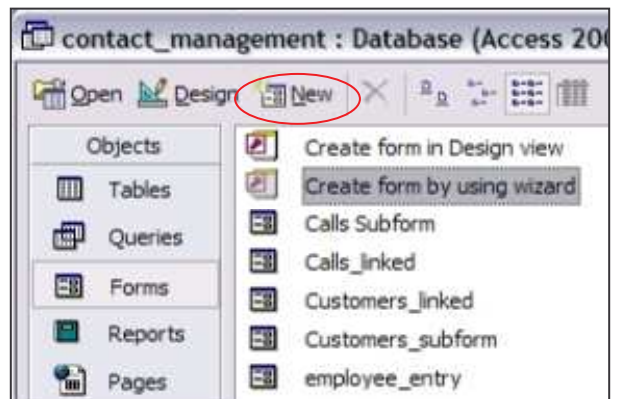 contact_management : Database (Access 200
Open Design New
Objects
Tables
Queries
Forms
Reports
Pages
Create form in Design view
Create form by using wizard
Calls Subform
Calls_linked
Customers_linked
Customers_subform
employee_entry